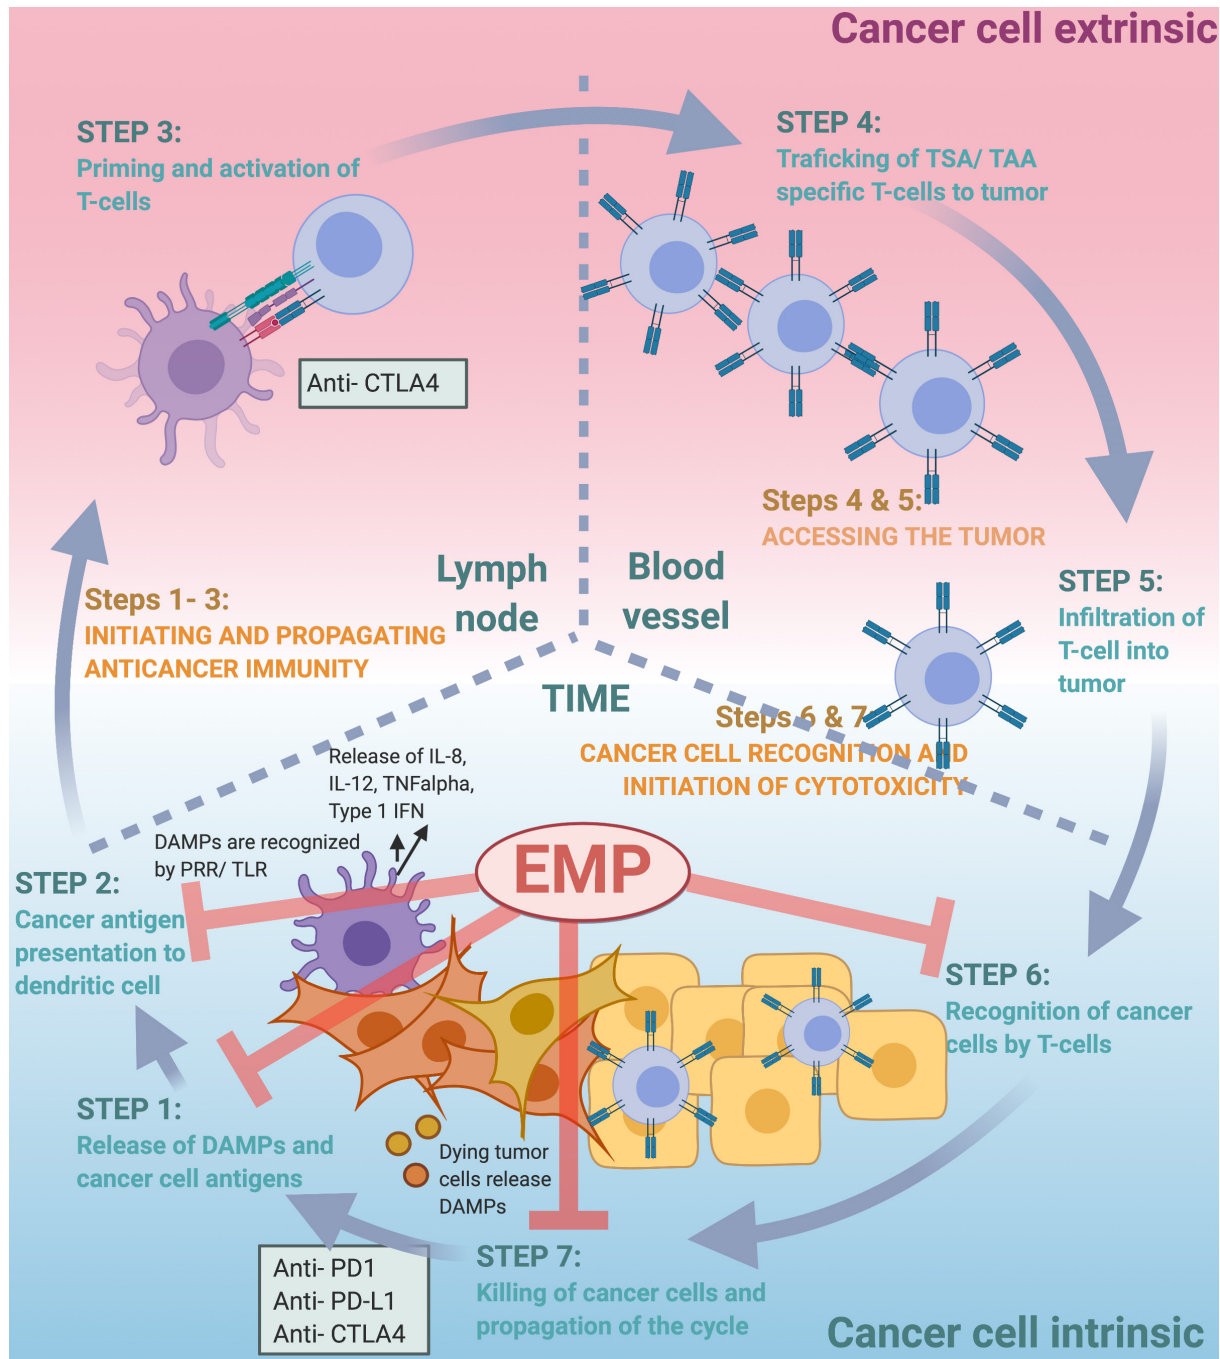 Cancer cell extrinsic
STEP 3:
Priming and activation of
T-cells
STEP 4:
Traficking of TSA/ TAA
specific T-cells to tumor
Anti- CTLA4
Steps 4 & 5:
ACCESSING THE TUMOR
Lymph
node
Blood
vessel
STEP 5:
Infiltration of
T-cell into
tumor
Steps 1- 3:
INITIATING AND PROPAGATING
ANTICANCER IMMUNITY
TIME
Steps 6 & 7:
CANCER CELL RECOGNITION AND
INITIATION OF CYTOTOXICITY
Release of IL-8,
IL-12, TNFalpha,
Type 1 IFN
DAMPs are recognized
by PRR/ TLR
EMP
STEP 2:
Cancer antigen
presentation to
dendritic cell
STEP 6:
Recognition of cancer
cells by T-cells
STEP 1:
Release of DAMPs and
cancer cell antigens
Dying tumor
cells release
DAMPs
STEP 7:
Killing of cancer cells and
propagation of the cycle
Anti- PD1
Anti- PD-L1
Anti- CTLA4
Cancer cell intrinsic